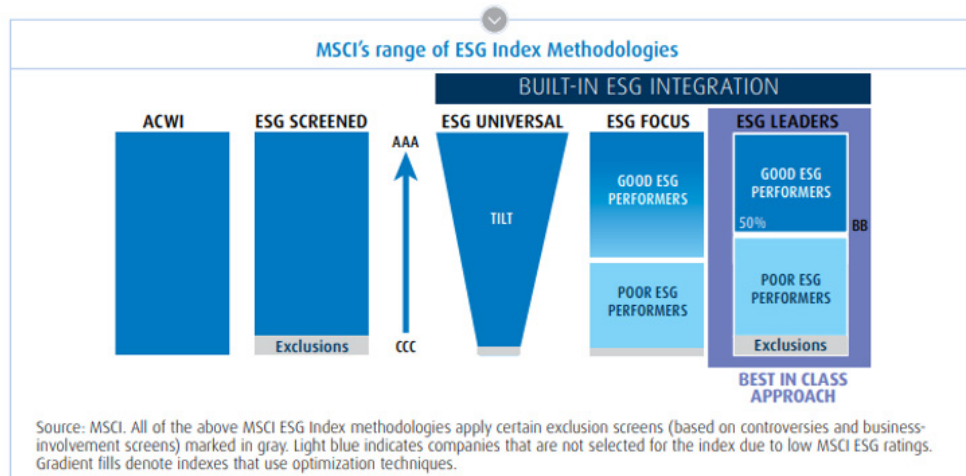 MSCI's range of ESG Index Methodologies
BUILT-IN ESG INTEGRATION
ACWI
ESG SCREENED
ESG UNIVERSAL
ESG FOCUS
ESG LEADERS
AAA
CCC
Exclusions
TILT
GOOD ESG
PERFORMERS
POOR ESG
PERFORMERS
GOOD ESG
PERFORMERS
50%
BB
POOR ESG
PERFORMERS
Exclusions
BEST IN CLASS
APPROACH
Source: MSCI. All of the above MSCI ESG Index methodologies apply certain exclusion screens (based on controversies and business-
involvement screens) marked in gray. Light blue indicates companies that are not selected for the index due to low MSCI ESG ratings.
Gradient fills denote indexes that use optimization techniques.